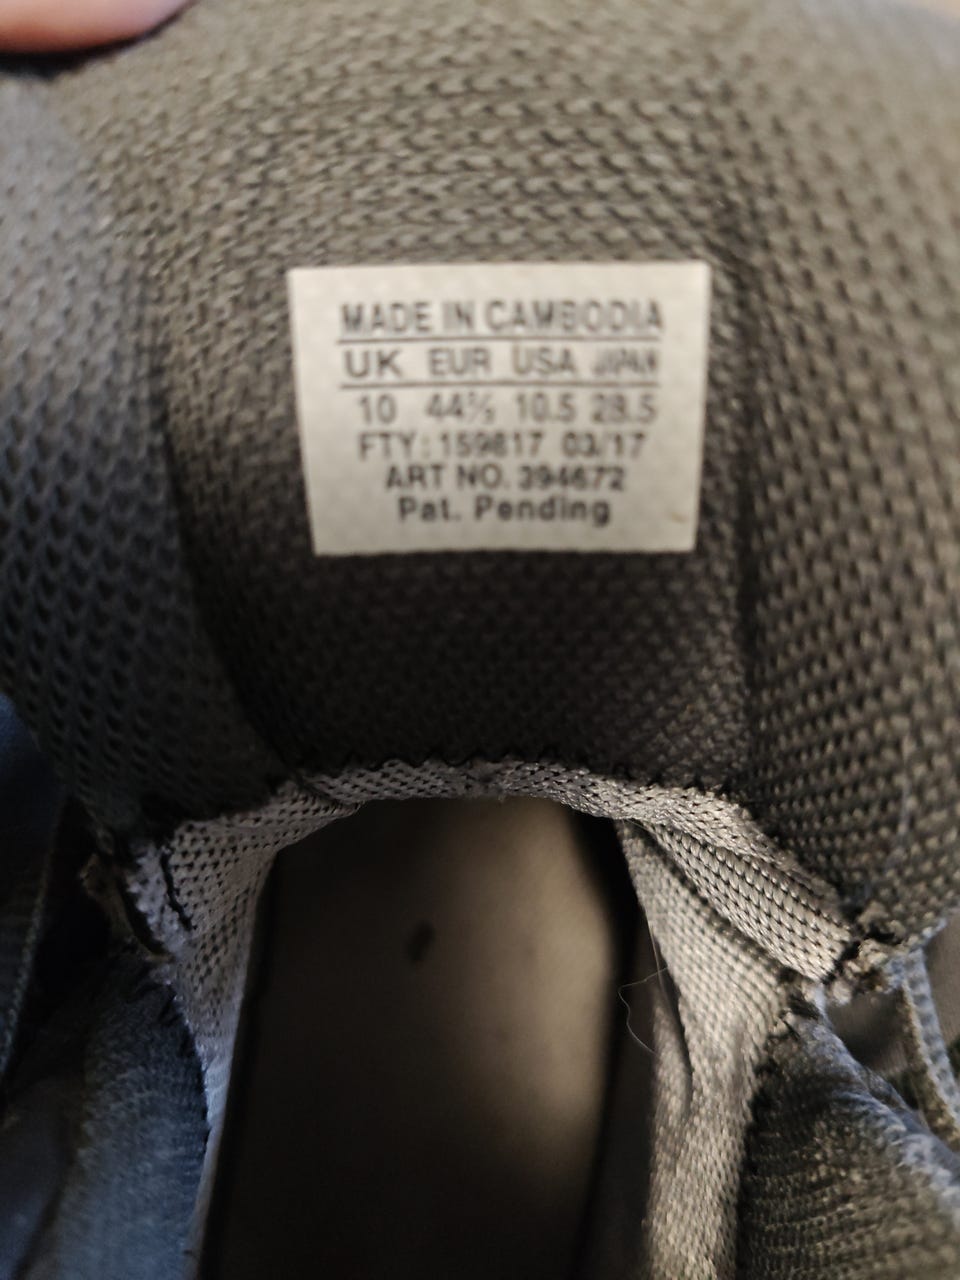 MADE IN CAMBODIA
UK EUR USA JAPAN
10 44⅔ 10.5 28.5
FTY: 159817 03/17
ART NO. 394672
Pat. Pending